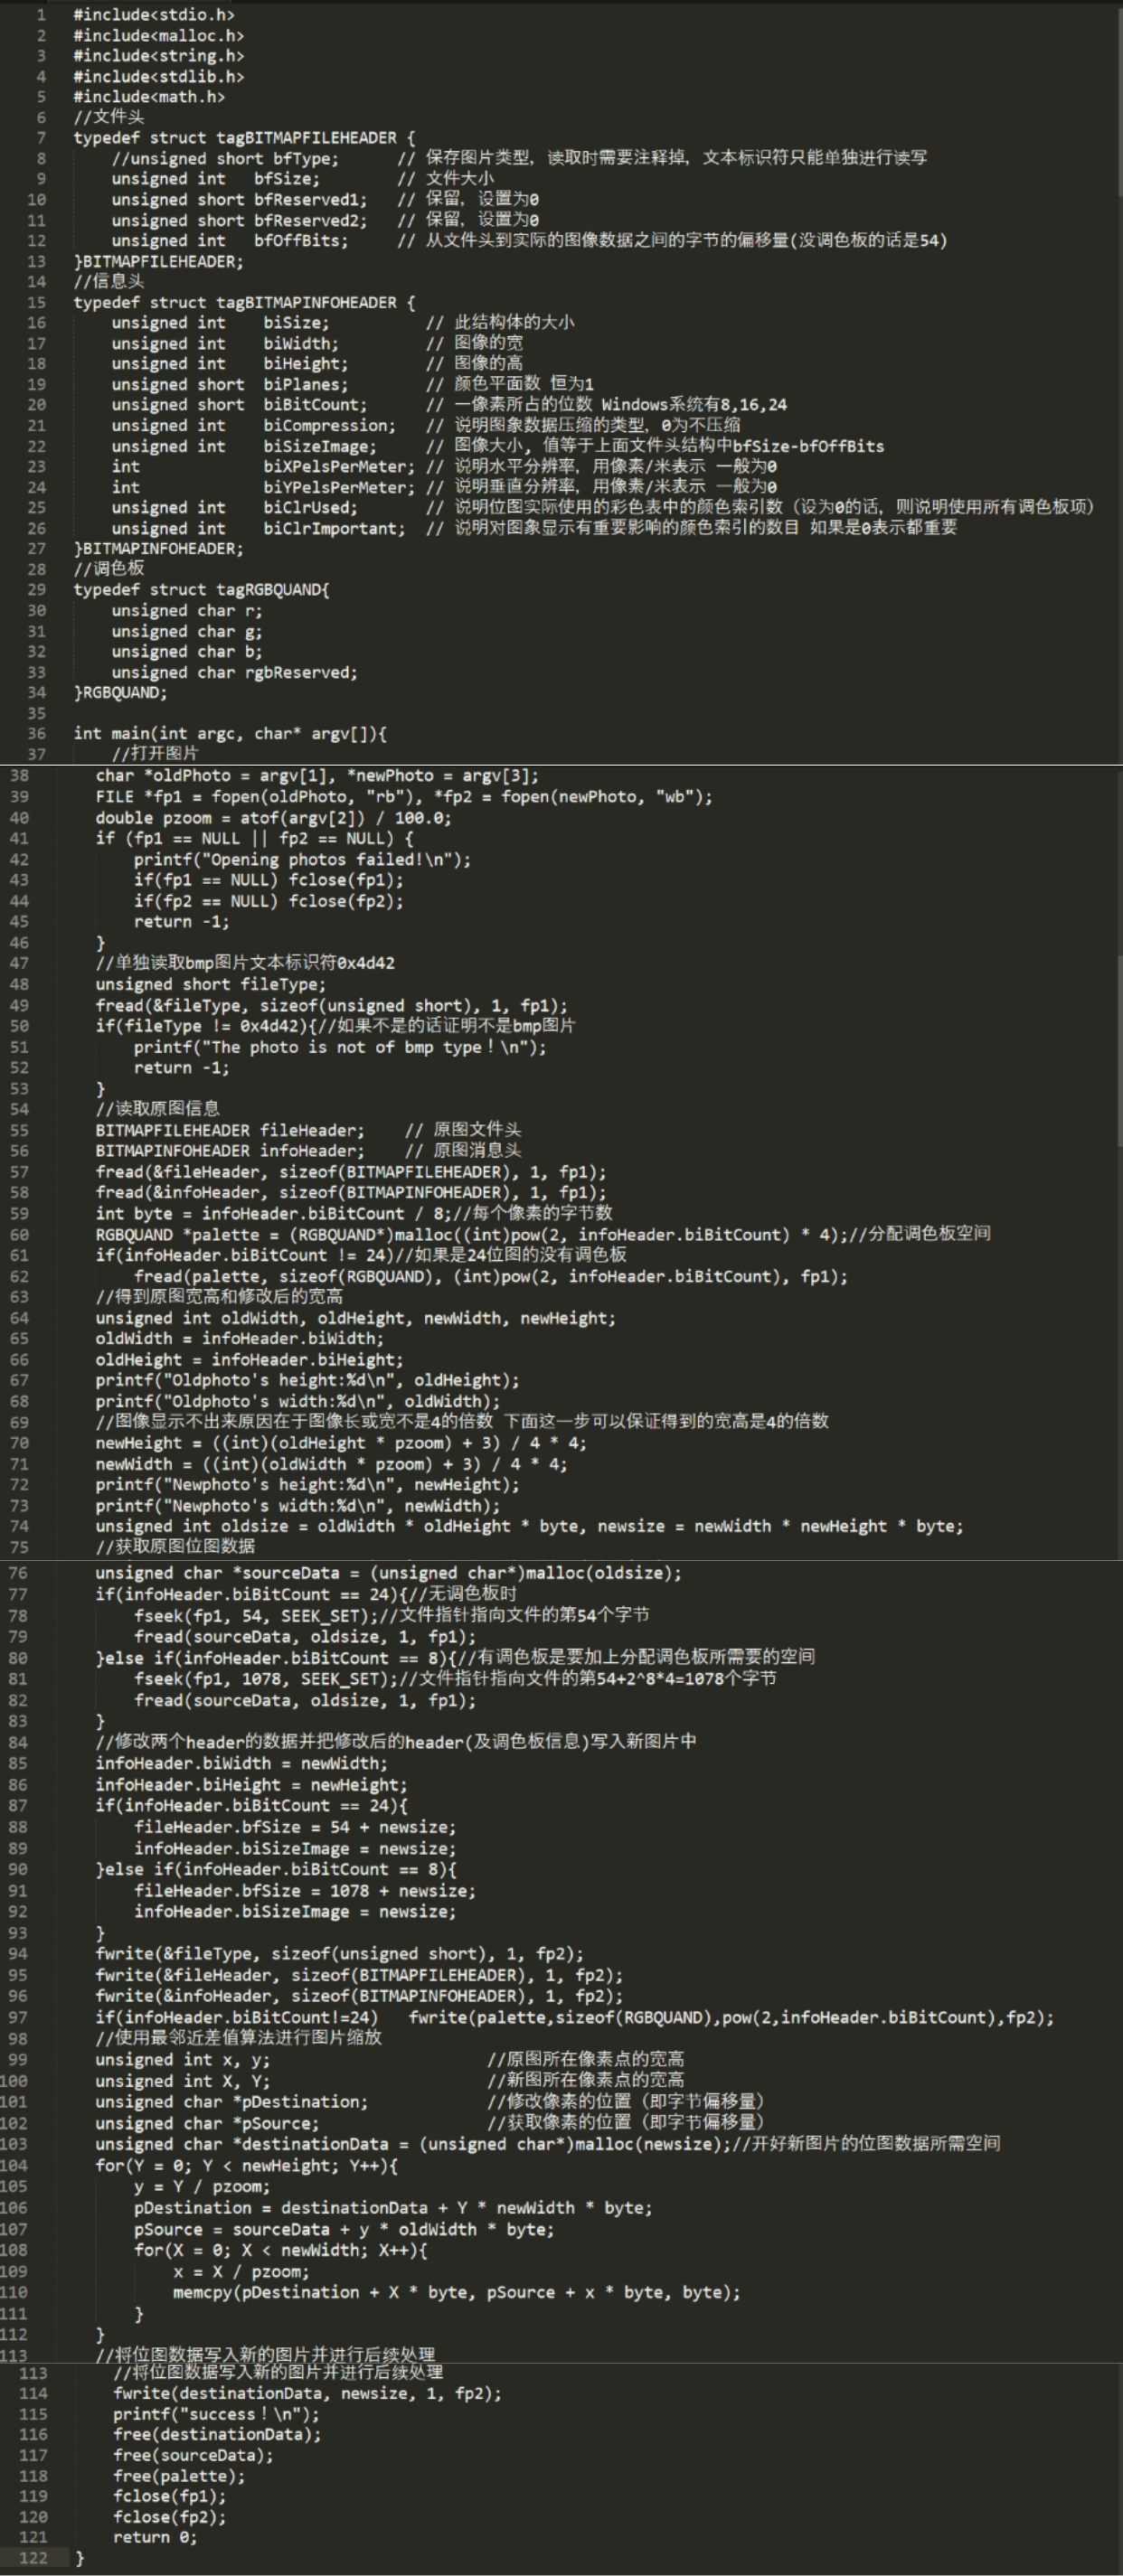 1 #include<stdio.h>
2 #include<malloc.h>
3 #include<string.h>
4 #include<stdlib.h>
5 #include<math.h>
6 //文件头
7 typedef struct tagBITMAPFILEHEADER {
8 //unsigned short bfType; // 保存图片类型，读取时需要注释掉，文本标识符只能单独进行读写
9 unsigned int bfSize; // 文件大小
10 unsigned short bfReserved1; // 保留，设置为0
11 unsigned short bfReserved2; // 保留，设置为0
12 unsigned int bfOffBits; // 从文件头到实际的图像数据之间的字节的偏移量(没调色板的话是54)
13 }BITMAPFILEHEADER;
14 //信息头
15 typedef struct tagBITMAPINFOHEADER {
16 unsigned int biSize; // 此结构体的大小
17 unsigned int biWidth; // 图像的宽
18 unsigned int biHeight; // 图像的高
19 unsigned short biPlanes; // 颜色平面数 恒为1
20 unsigned short biBitCount; // 一像素所占的位数 Windows系统有8,16,24
21 unsigned int biCompression; // 说明图象数据压缩的类型，0为不压缩
22 unsigned int biSizeImage; // 图像大小, 值等于上面文件头结构中bfSize-bfOffBits
23 int biXPelsPerMeter; // 说明水平分辨率，用像素/米表示 一般为0
24 int biYPelsPerMeter; // 说明垂直分辨率，用像素/米表示 一般为0
25 unsigned int biClrUsed; // 说明位图实际使用的彩色表中的颜色索引数（设为0的话，则说明使用所有调色板项）
26 unsigned int biClrImportant; // 说明对图象显示有重要影响的颜色索引的数目 如果是0表示都重要
27 }BITMAPINFOHEADER;
28 //调色板
29 typedef struct tagRGBQUAND{
30 unsigned char r;
31 unsigned char g;
32 unsigned char b;
33 unsigned char rgbReserved;
34 }RGBQUAND;
35
36 int main(int argc, char* argv[]){
37 //打开图片
38 char *oldPhoto = argv[1], *newPhoto = argv[3];
39 FILE *fp1 = fopen(oldPhoto, "rb"), *fp2 = fopen(newPhoto, "wb");
40 double pzoom = atof(argv[2]) / 100.0;
41 if (fp1 == NULL || fp2 == NULL) {
42 printf("Opening photos failed!\n");
43 if(fp1 == NULL) fclose(fp1);
44 if(fp2 == NULL) fclose(fp2);
45 return -1;
46 }
47 //单独读取bmp图片文本标识符0x4d42
48 unsigned short fileType;
49 fread(&fileType, sizeof(unsigned short), 1, fp1);
50 if(fileType != 0x4d42){//如果不是的话证明不是bmp图片
51 printf("The photo is not of bmp type！\n");
52 return -1;
53 }
54 //读取原图信息
55 BITMAPFILEHEADER fileHeader; // 原图文件头
56 BITMAPINFOHEADER infoHeader; // 原图消息头
57 fread(&fileHeader, sizeof(BITMAPFILEHEADER), 1, fp1);
58 fread(&infoHeader, sizeof(BITMAPINFOHEADER), 1, fp1);
59 int byte = infoHeader.biBitCount / 8;//每个像素的字节数
60 RGBQUAND *palette = (RGBQUAND*)malloc((int)pow(2, infoHeader.biBitCount) * 4);//分配调色板空间
61 if(infoHeader.biBitCount != 24)//如果是24位图的没有调色板
62 fread(palette, sizeof(RGBQUAND), (int)pow(2, infoHeader.biBitCount), fp1);
63 //得到原图宽高和修改后的宽高
64 unsigned int oldWidth, oldHeight, newWidth, newHeight;
65 oldWidth = infoHeader.biWidth;
66 oldHeight = infoHeader.biHeight;
67 printf("Oldphoto's height:%d\n", oldHeight);
68 printf("Oldphoto's width:%d\n", oldWidth);
69 //图像显示不出来原因在于图像长或宽不是4的倍数 下面这一步可以保证得到的宽高是4的倍数
70 newHeight = ((int)(oldHeight * pzoom) + 3) / 4 * 4;
71 newWidth = ((int)(oldWidth * pzoom) + 3) / 4 * 4;
72 printf("Newphoto's height:%d\n", newHeight);
73 printf("Newphoto's width:%d\n", newWidth);
74 unsigned int oldsize = oldWidth * oldHeight * byte, newsize = newWidth * newHeight * byte;
75 //获取原图位图数据
76 unsigned char *sourceData = (unsigned char*)malloc(oldsize);
77 if(infoHeader.biBitCount == 24){//无调色板时
78 fseek(fp1, 54, SEEK_SET);//文件指针指向文件的第54个字节
79 fread(sourceData, oldsize, 1, fp1);
80 }else if(infoHeader.biBitCount == 8){//有调色板是要加上分配调色板所需要的空间
81 fseek(fp1, 1078, SEEK_SET);//文件指针指向文件的第54+2^8*4=1078个字节
82 fread(sourceData, oldsize, 1, fp1);
83 }
84 //修改两个header的数据并把修改后的header(及调色板信息)写入新图片中
85 infoHeader.biWidth = newWidth;
86 infoHeader.biHeight = newHeight;
87 if(infoHeader.biBitCount == 24){
88 fileHeader.bfSize = 54 + newsize;
89 infoHeader.biSizeImage = newsize;
90 }else if(infoHeader.biBitCount == 8){
91 fileHeader.bfSize = 1078 + newsize;
92 infoHeader.biSizeImage = newsize;
93 }
94 fwrite(&fileType, sizeof(unsigned short), 1, fp2);
95 fwrite(&fileHeader, sizeof(BITMAPFILEHEADER), 1, fp2);
96 fwrite(&infoHeader, sizeof(BITMAPINFOHEADER), 1, fp2);
97 if(infoHeader.biBitCount!=24) fwrite(palette,sizeof(RGBQUAND),pow(2,infoHeader.biBitCount),fp2);
98 //使用最邻近差值算法进行图片缩放
99 unsigned int x, y; //原图所在像素点的宽高
100 unsigned int X, Y; //新图所在像素点的宽高
101 unsigned char *pDestination; //修改像素的位置（即字节偏移量）
102 unsigned char *pSource; //获取像素的位置（即字节偏移量）
103 unsigned char *destinationData = (unsigned char*)malloc(newsize);//开好新图片的位图数据所需空间
104 for(Y = 0; Y < newHeight; Y++){
105 y = Y / pzoom;
106 pDestination = destinationData + Y * newWidth * byte;
107 pSource = sourceData + y * oldWidth * byte;
108 for(X = 0; X < newWidth; X++){
109 x = X / pzoom;
110 memcpy(pDestination + X * byte, pSource + x * byte, byte);
111 }
112 }
113 //将位图数据写入新的图片并进行后续处理
113 //将位图数据写入新的图片并进行后续处理
114 fwrite(destinationData, newsize, 1, fp2);
115 printf("success！\n");
116 free(destinationData);
117 free(sourceData);
118 free(palette);
119 fclose(fp1);
120 fclose(fp2);
121 return 0;
122 }